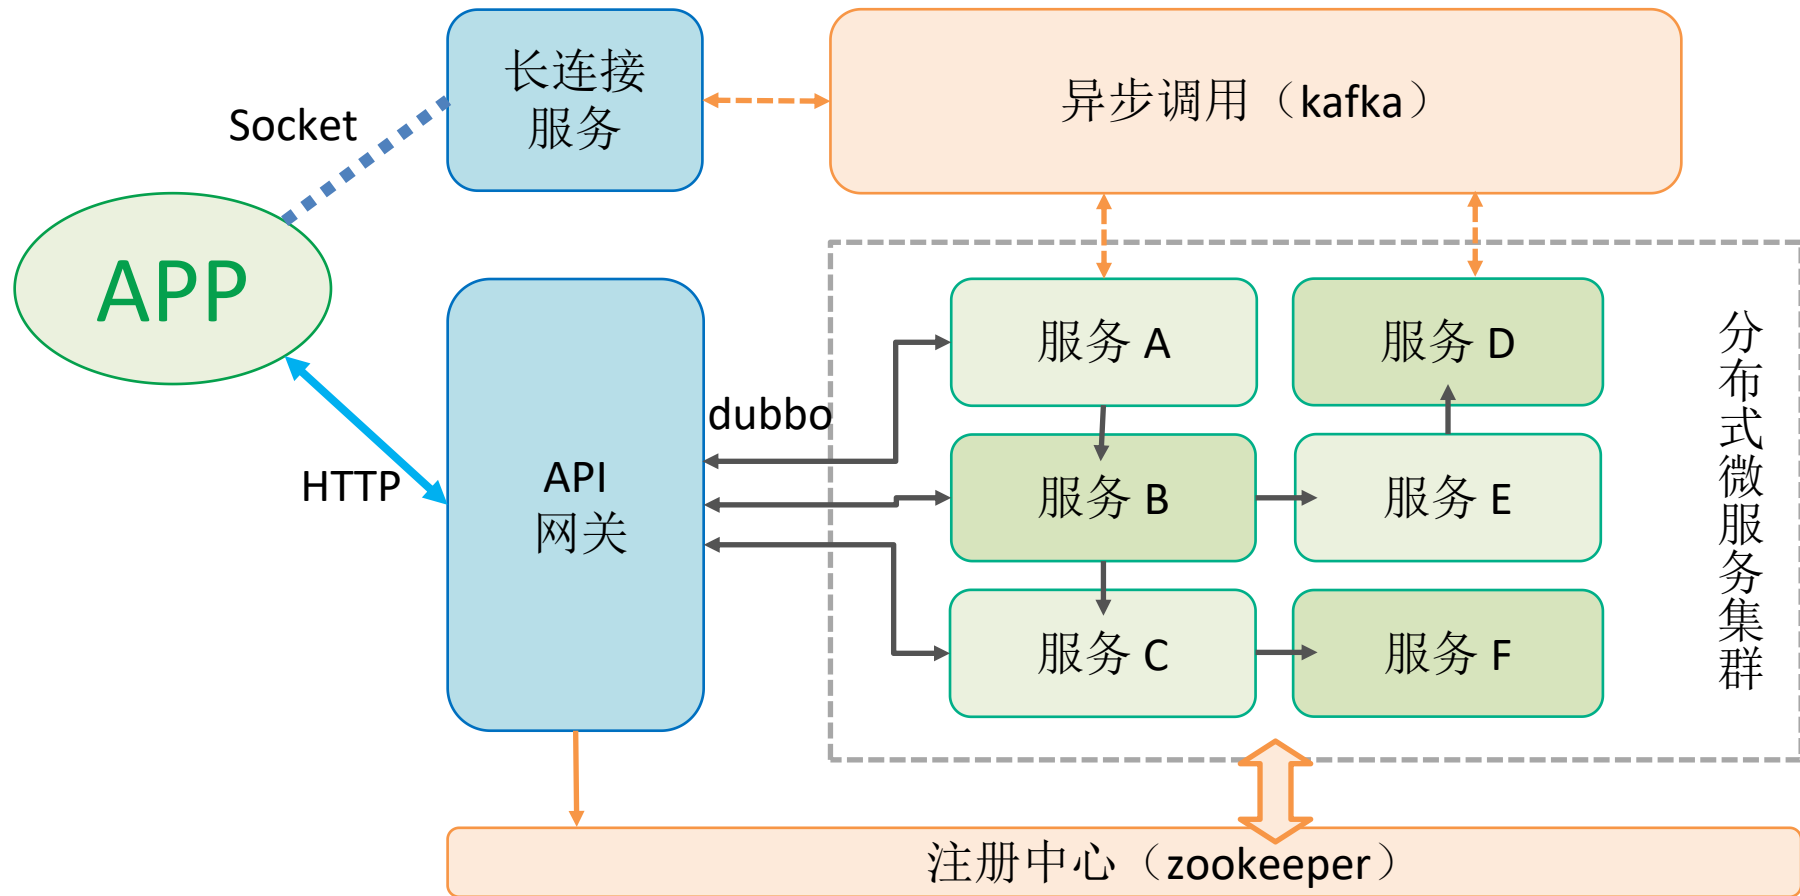 长连接
服务
异步调用（kafka）
Socket
APP
HTTP
API
网关
dubbo
服务 A
服务 D
服务 B
服务 E
服务 C
服务 F
分布式微服务集群
注册中心（zookeeper）